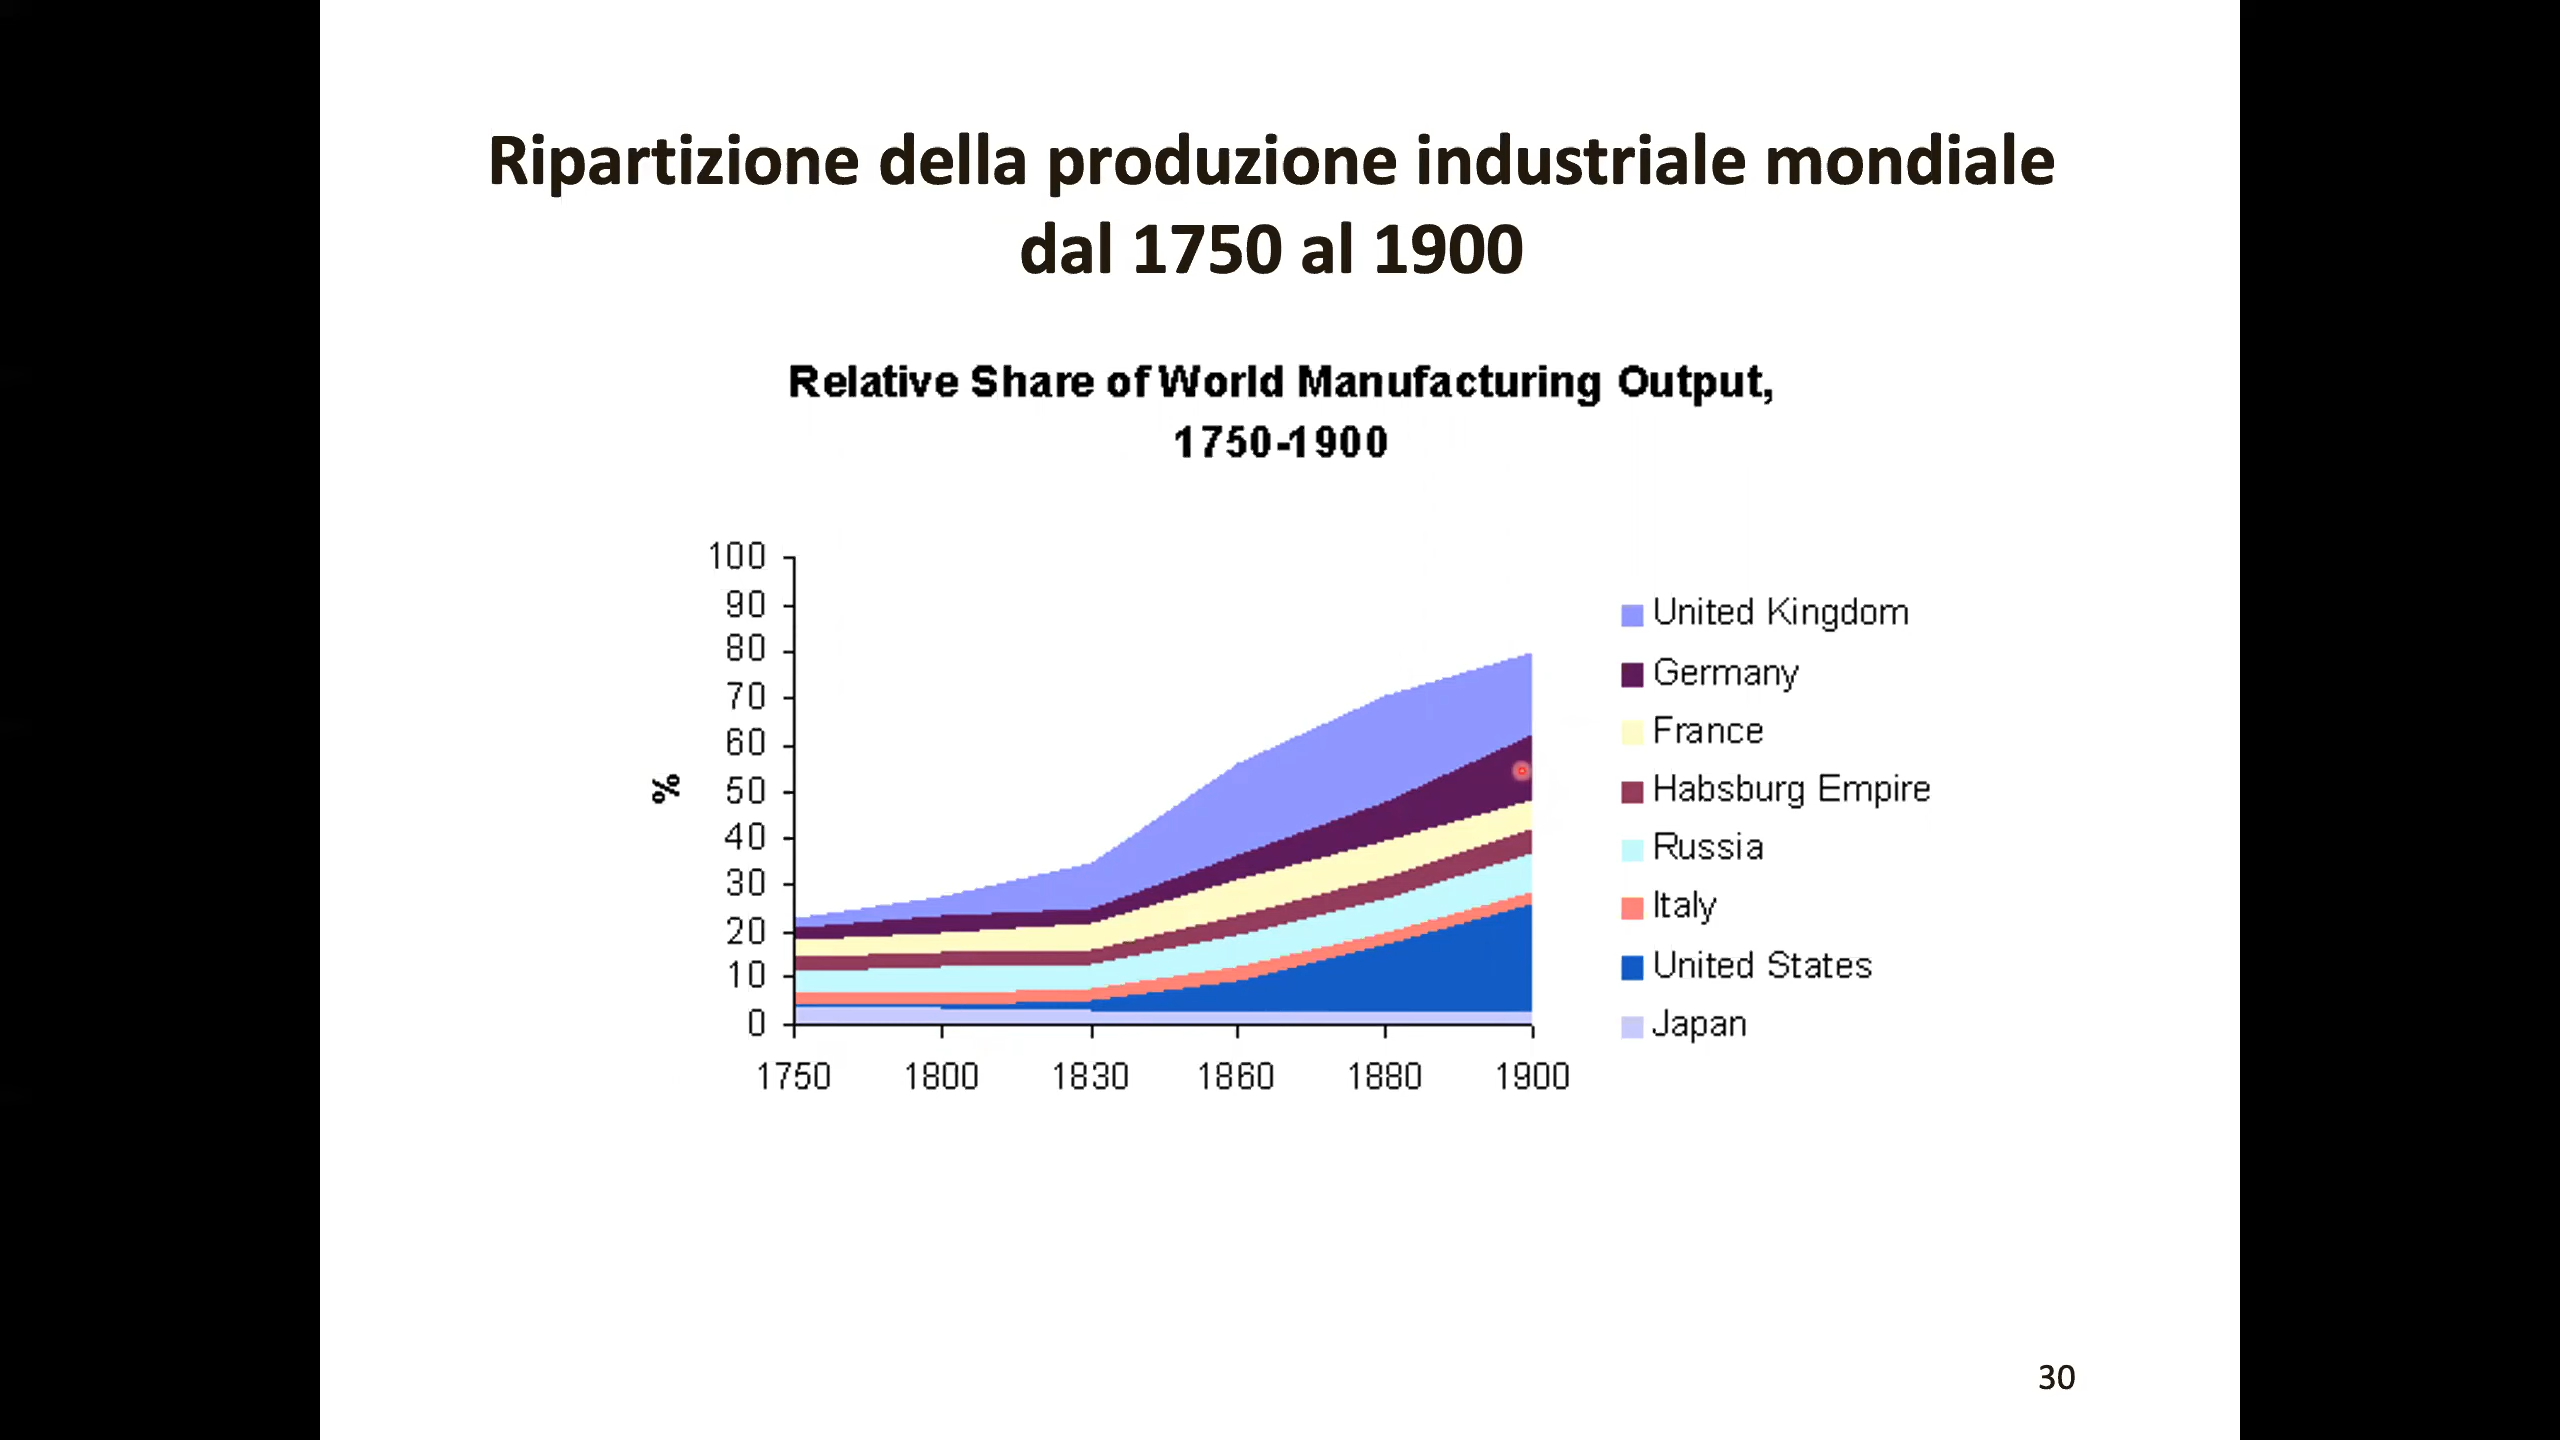 Ripartizione della produzione industriale mondiale
dal 1750 al 1900
Relative Share of World Manufacturing Output,
1750-1900
100
90
80
70
60
50
40
30
20
10
0
%
1750 1800 1830 1860 1880 1900
United Kingdom
Germany
France
Habsburg Empire
Russia
Italy
United States
Japan
30